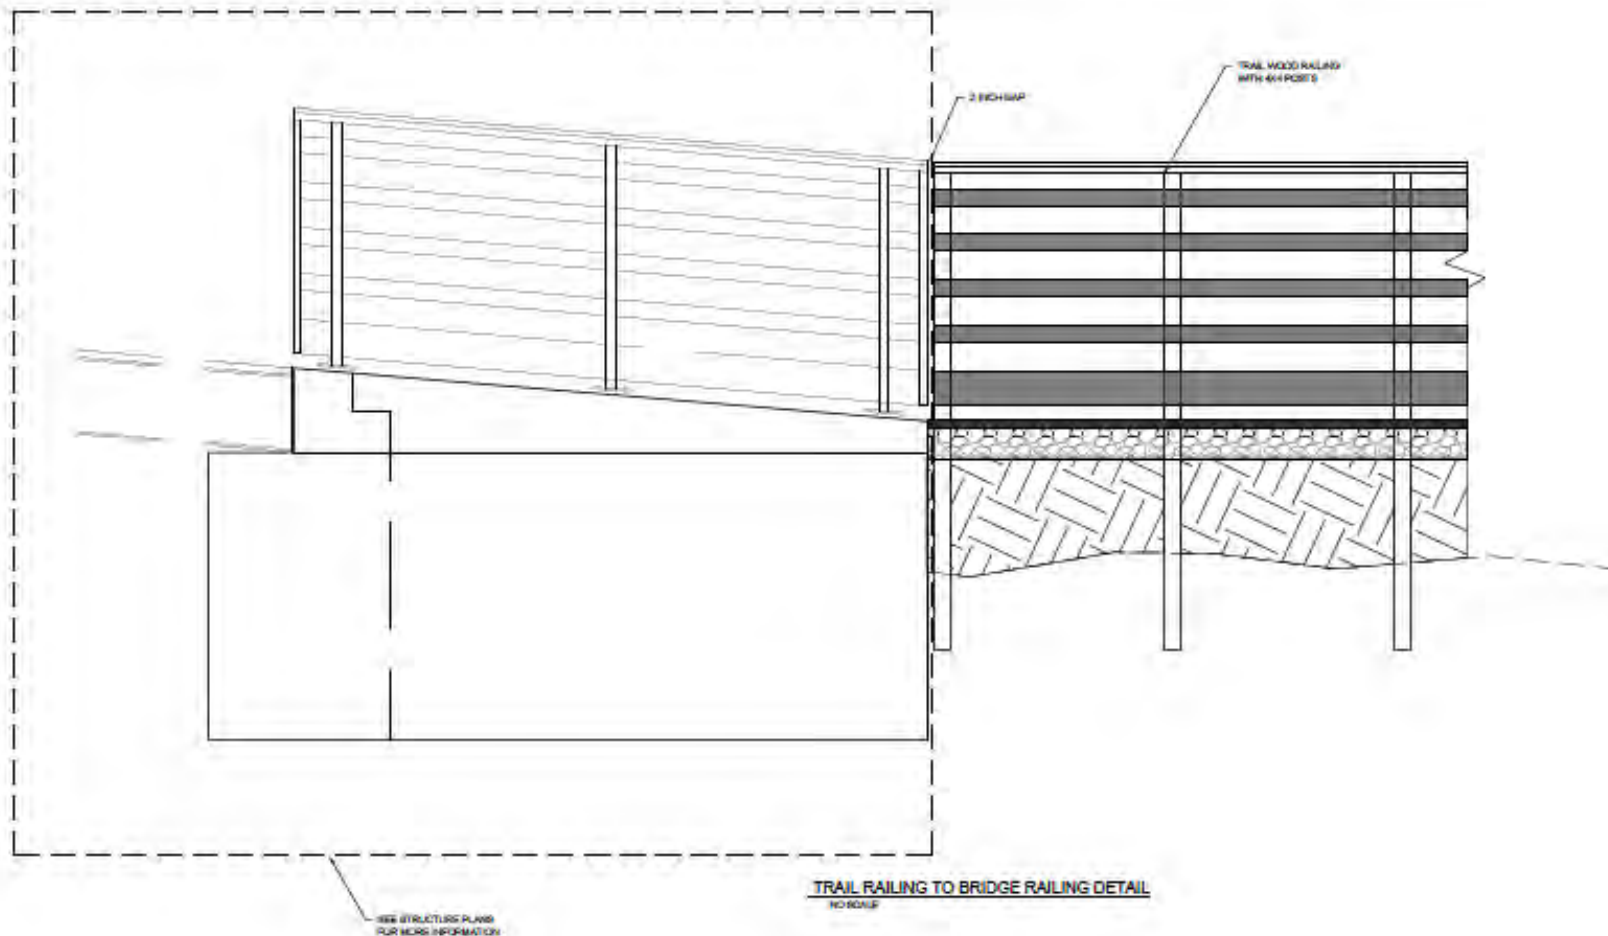 TRAIL WOOD RAILING
WITH 4X4 POSTS
2 INCH GAP
TRAIL RAILING TO BRIDGE RAILING DETAIL
NO SCALE
SEE STRUCTURE PLANS
FOR MORE INFORMATION